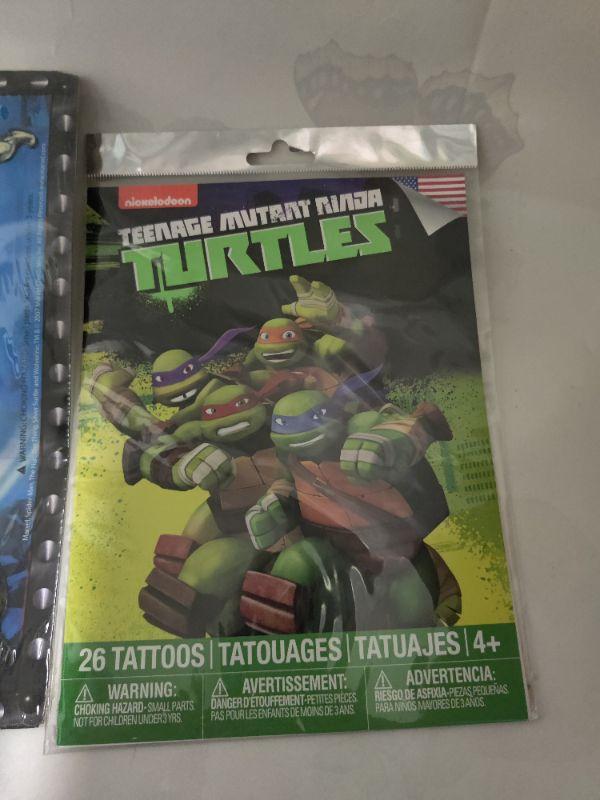 nickelodeon
TEENAGE MUTANT NINJA
TURTLES
26 TATTOOS | TATOUAGES | TATUAJES | 4+
WARNING:
CHOKING HAZARD-SMALL PARTS.
NOT FOR CHILDREN UNDER 3 YRS.
AVERTISSEMENT:
DANGER D'ÉTOUFFEMENT-PETITES PIÈCES.
PAS POUR LES ENFANTS DE MOINS DE 3 ANS.
ADVERTENCIA:
RIESGO DE ASFIXIA-PIEZAS PEQUEÑAS.
PARA NIÑOS MAYORES DE 3 AÑOS.
WARNING: CHOKING